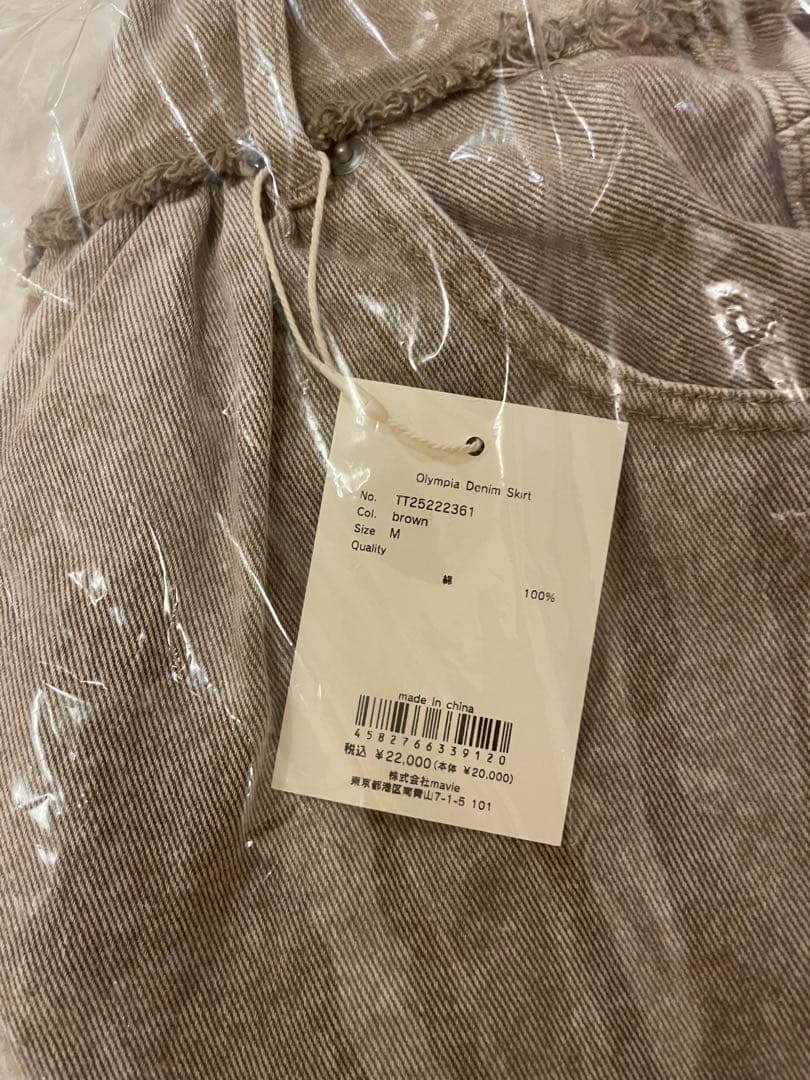 Olympia Denim Skirt
No. TT25222361
Col. brown
Size M
Quality
綿 100%
made in china
4582766339120
税込 ¥22,000(本体 ¥20,000)
株式会社mavie
東京都港区南青山7-1-5 101